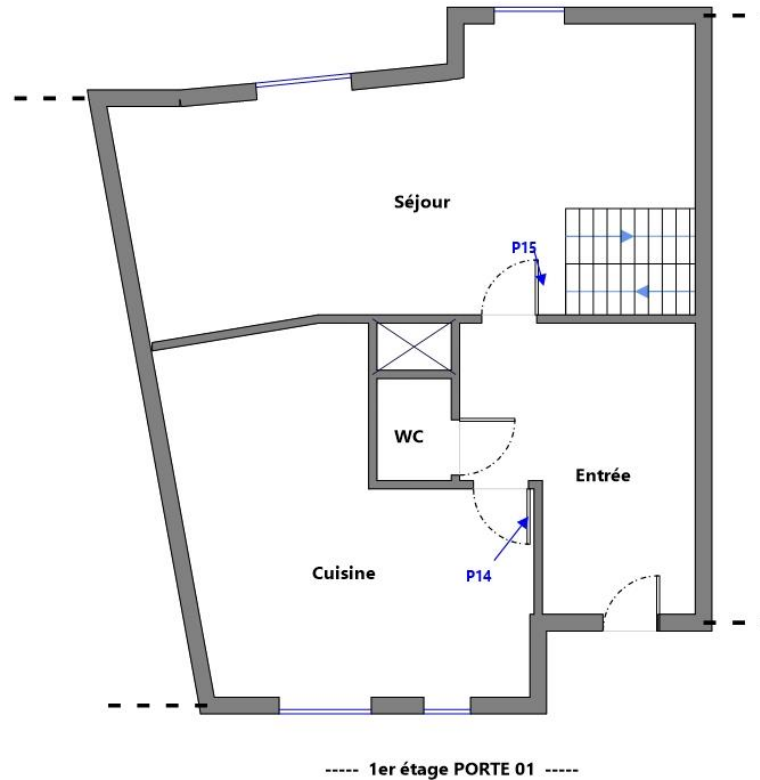 Séjour
P15
WC
Entrée
Cuisine
P14
----- 1er étage PORTE 01 -----